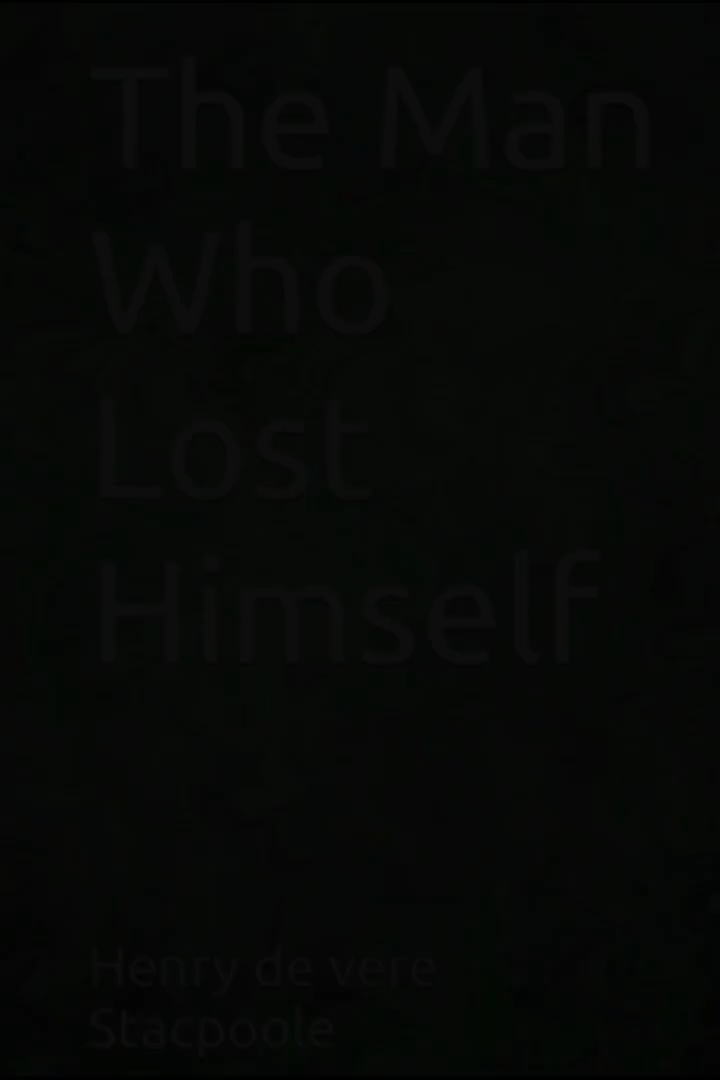 The Man
Who
Lost
Himself
Henry de vere
Stacpoole